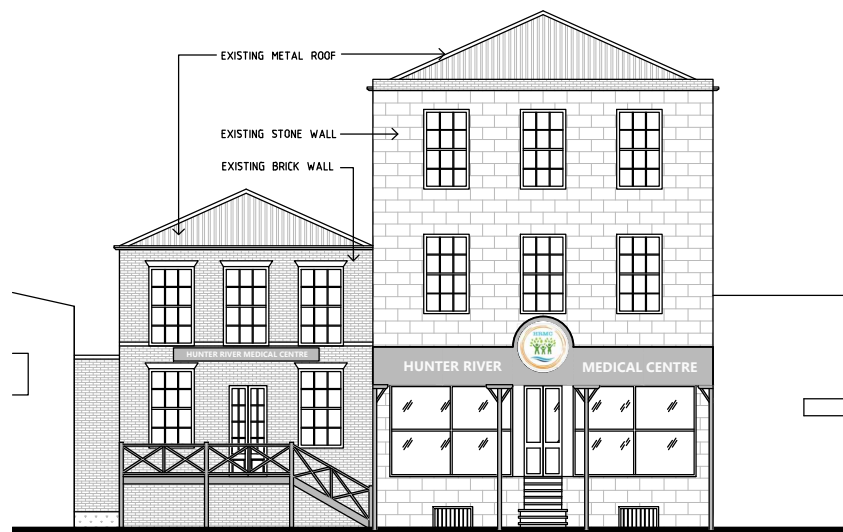 EXISTING METAL ROOF
EXISTING STONE WALL
EXISTING BRICK WALL
HUNTER RIVER MEDICAL CENTRE
HUNTER RIVER MEDICAL CENTRE